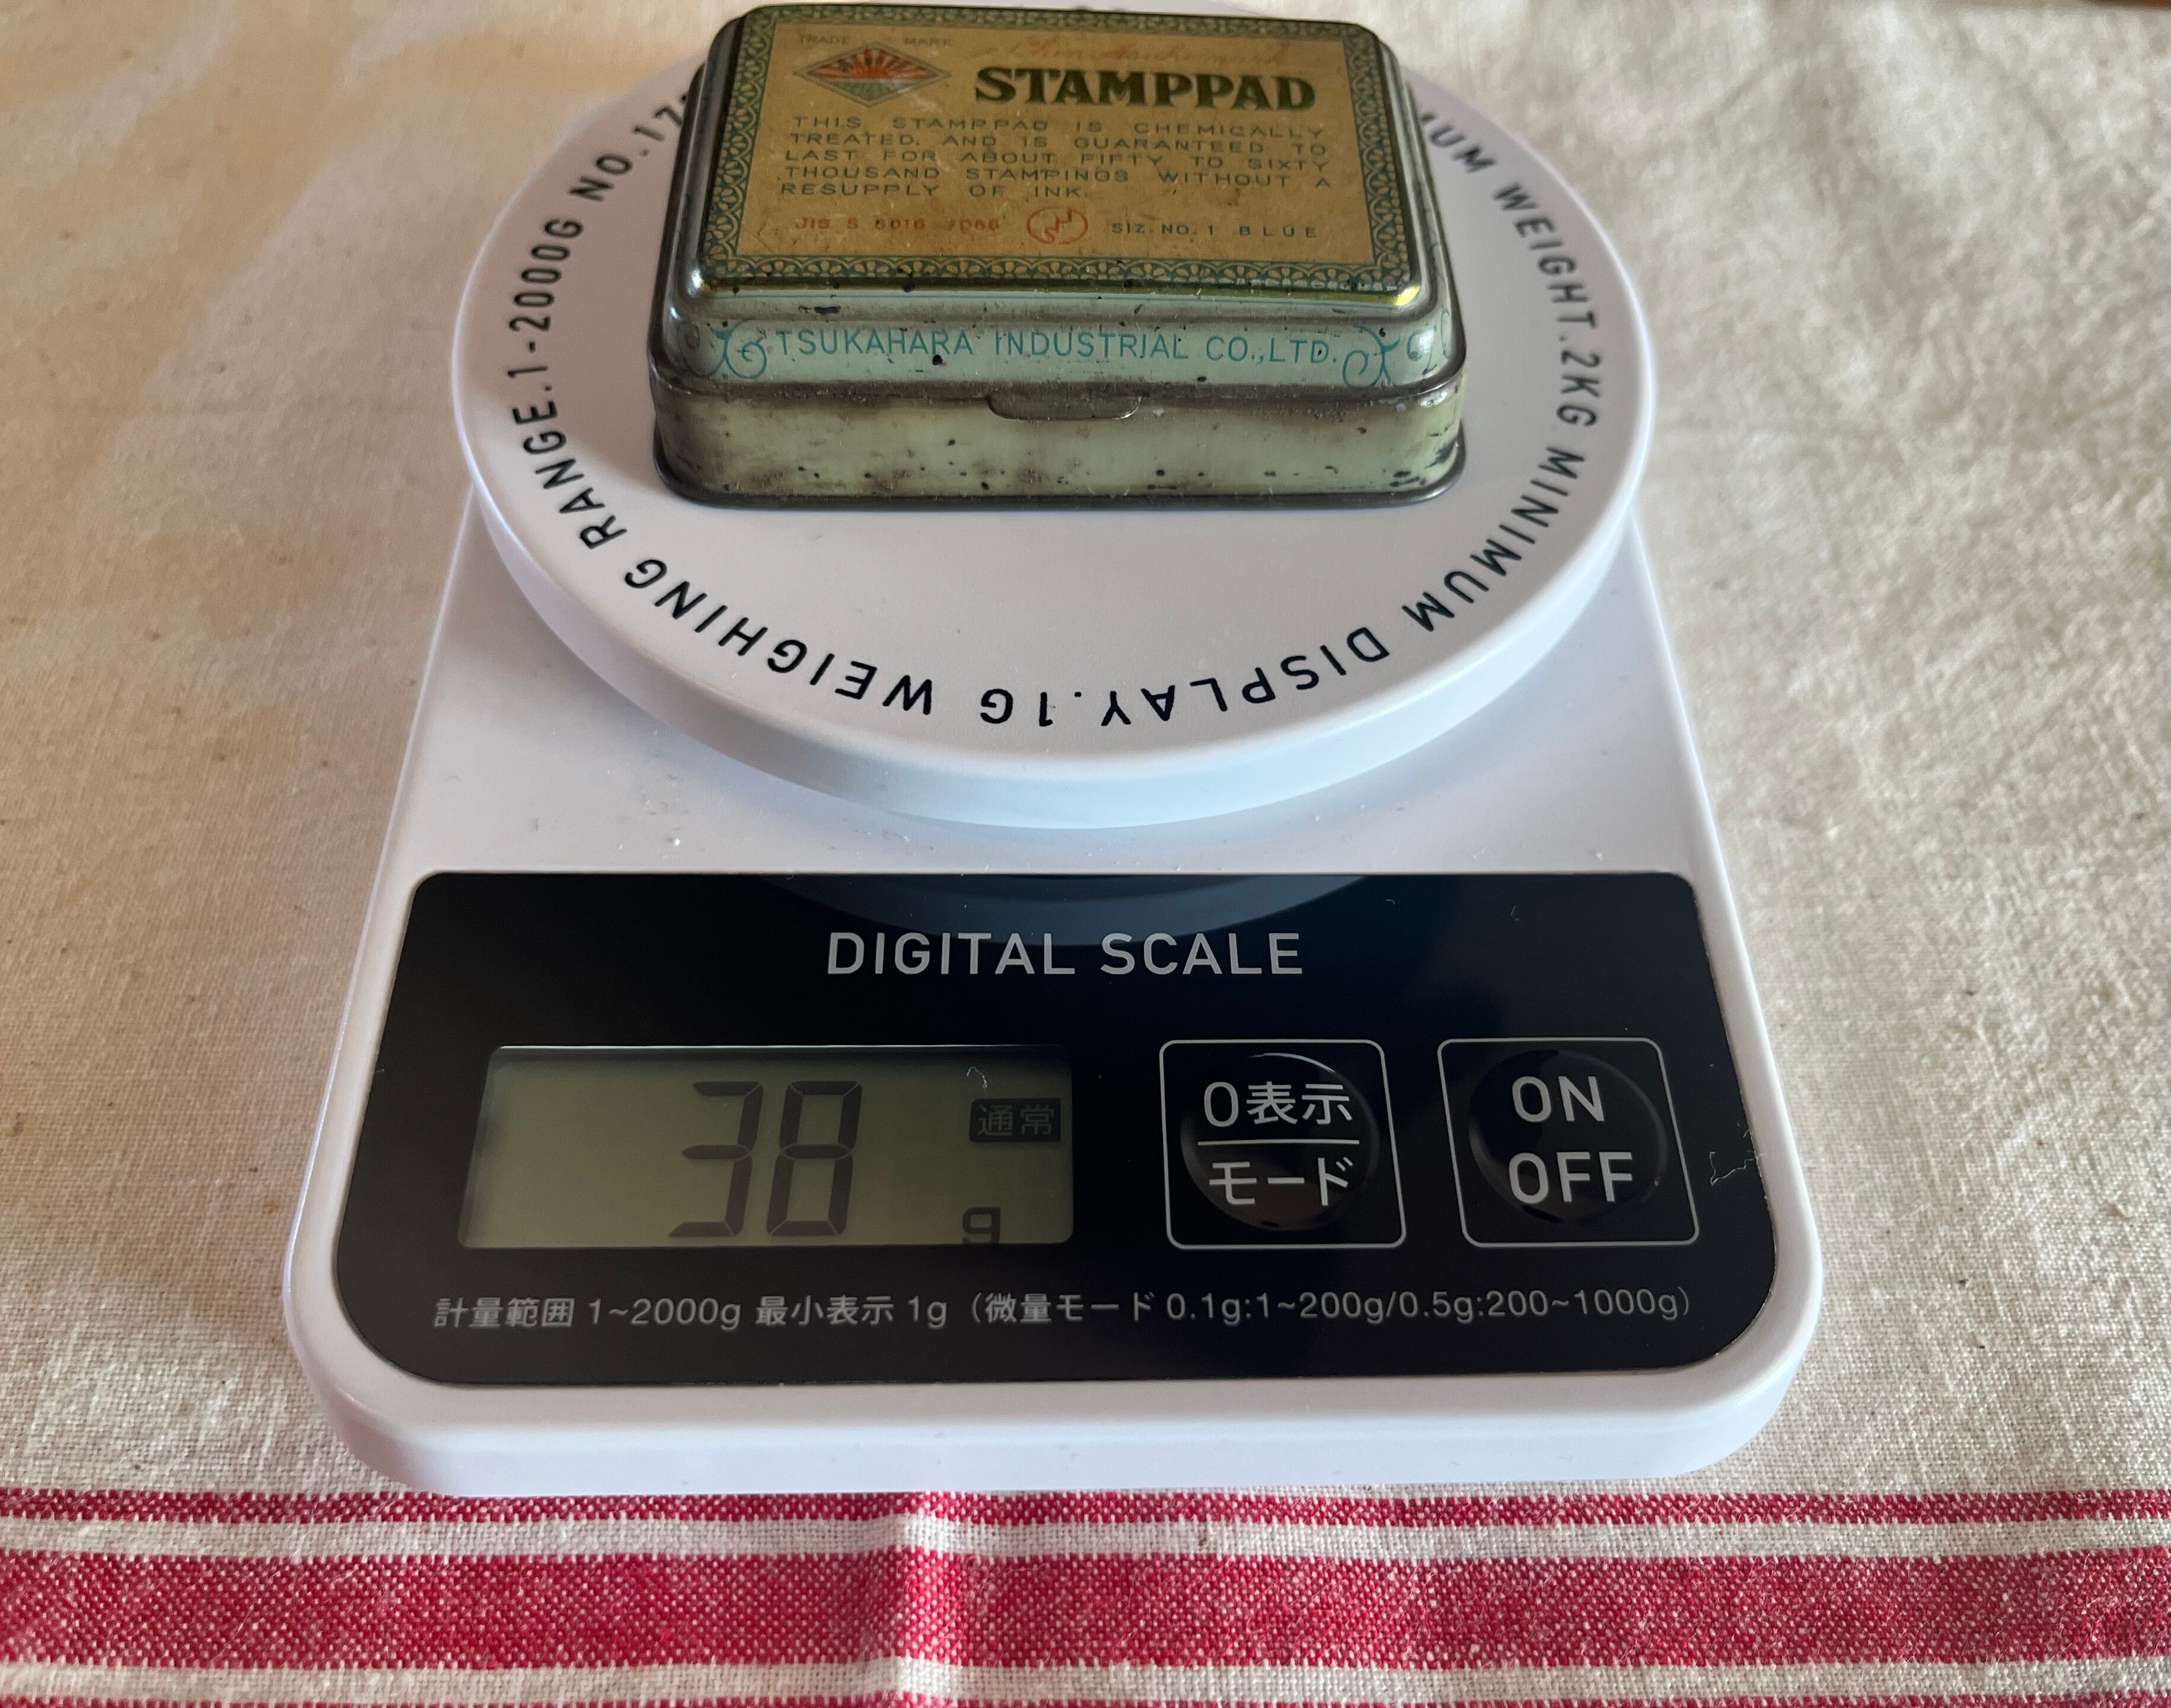 TRADE MARK
STAMPPAD
THIS STAMPPAD IS CHEMICALLY
TREATED. AND IS GUARANTEED TO
LAST FOR ABOUT FIFTY TO SIXTY
THOUSAND STAMPINGS WITHOUT A
RESUPPLY OF INK.
JIS S 6016
SIZ. NO. 1 BLUE
TSUKAHARA INDUSTRIAL CO.,LTD.
WEIGHT.2KG MINIMUM DISPLAY.1G WEIGHING RANGE.1-2000G
DIGITAL SCALE
38 g
通常
0表示
モード
ON
OFF
計量範囲 1~2000g 最小表示 1g（微量モード 0.1g:1~200g/0.5g:200~1000g）